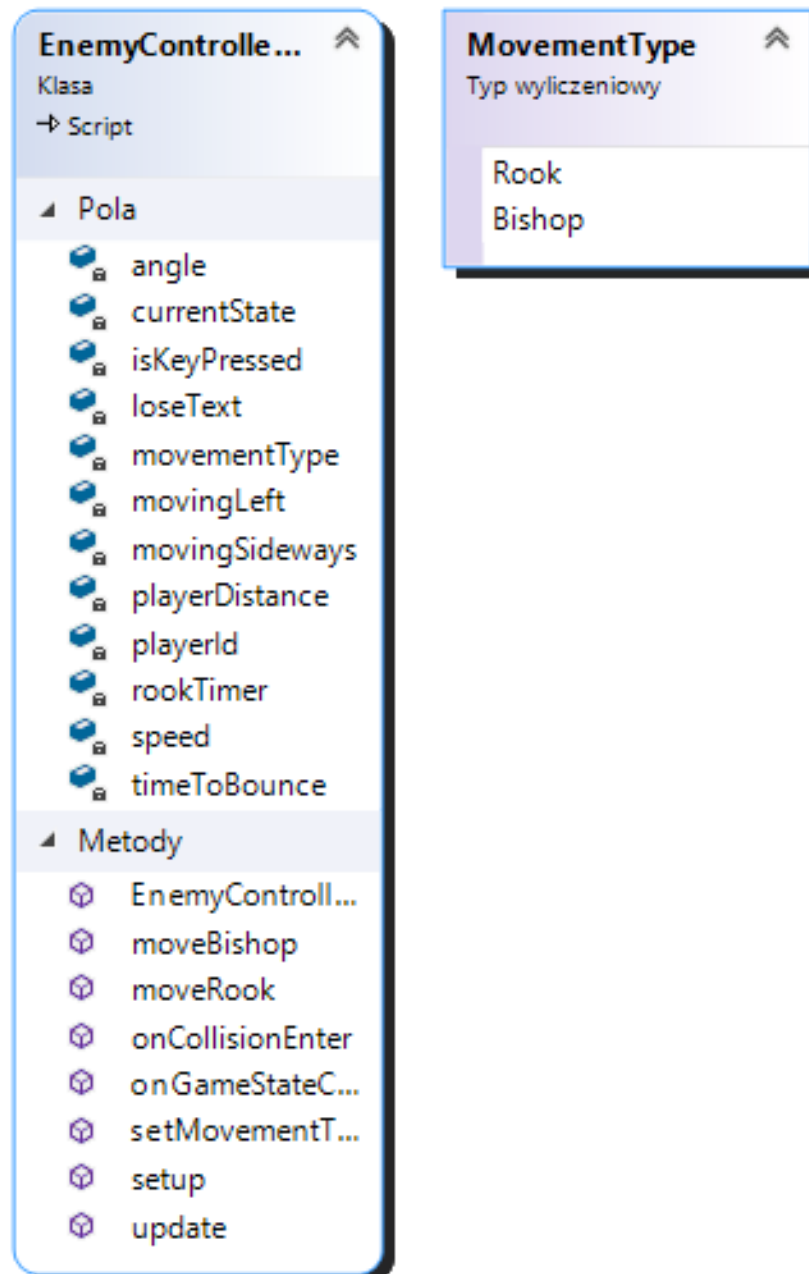 EnemyControlle...
Klasa
Script
Pola
angle
currentState
isKeyPressed
loseText
movementType
movingLeft
movingSideways
playerDistance
playerId
rookTimer
speed
timeToBounce
Metody
EnemyControll...
moveBishop
moveRook
onCollisionEnter
onGameStateC...
setMovementT...
setup
update
MovementType
Typ wyliczeniowy
Rook
Bishop